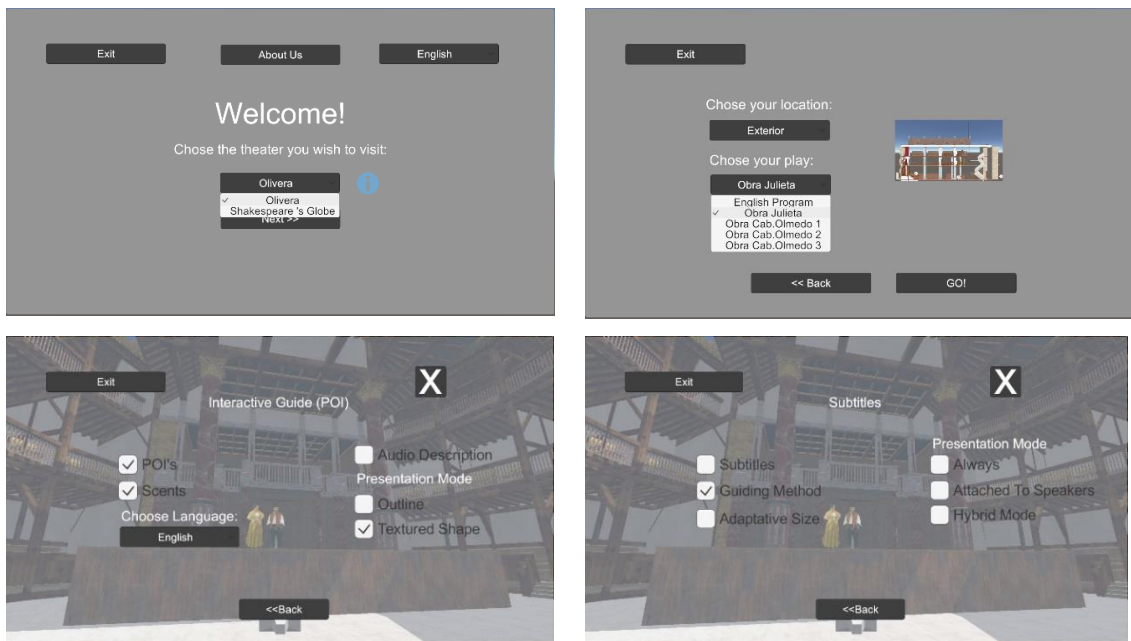 Exit
About Us
English
Welcome!
Chose the theater you wish to visit:
Olivera
✓ Olivera
Shakespeare 's Globe
Next >>
Exit
Chose your location:
Exterior
Chose your play:
Obra Julieta
English Program
✓ Obra Julieta
Obra Cab.Olmedo 1
Obra Cab.Olmedo 2
Obra Cab.Olmedo 3
<< Back
GO!
Exit
X
Interactive Guide (POI)
POI's
Scents
Choose Language:
English
Audio Description
Presentation Mode
Outline
Textured Shape
<<Back
Exit
X
Subtitles
Subtitles
Guiding Method
Adaptative Size
Presentation Mode
Always
Attached To Speakers
Hybrid Mode
<<Back